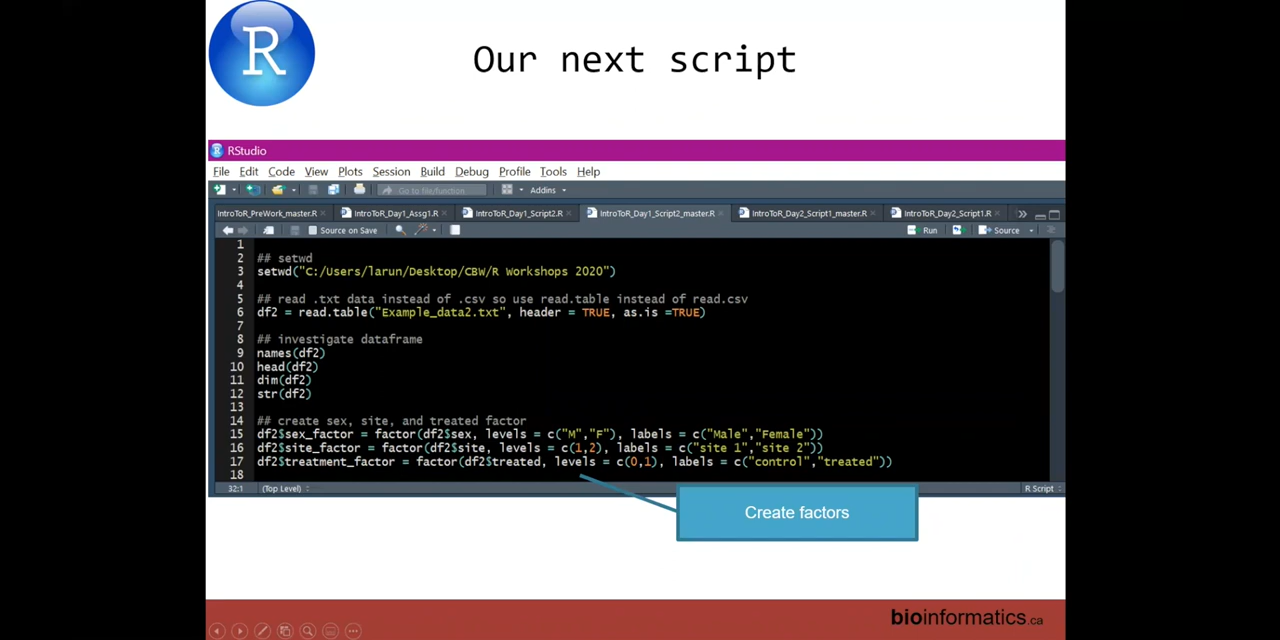 R
Our next script
RStudio
File Edit Code View Plots Session Build Debug Profile Tools Help
Go to file/function Addins
IntroToR_PreWork_master.R IntroToR_Day1_Assg1.R IntroToR_Day1_Script2.R IntroToR_Day1_Script2_master.R IntroToR_Day2_Script1_master.R IntroToR_Day2_Script1.R
Source on Save Run Source
1
2 ## setwd
3 setwd("C:/Users/larun/Desktop/CBW/R Workshops 2020")
4
5 ## read .txt data instead of .csv so use read.table instead of read.csv
6 df2 = read.table("Example_data2.txt", header = TRUE, as.is =TRUE)
7
8 ## investigate dataframe
9 names(df2)
10 head(df2)
11 dim(df2)
12 str(df2)
13
14 ## create sex, site, and treated factor
15 df2$sex_factor = factor(df2$sex, levels = c("M","F"), labels = c("Male","Female"))
16 df2$site_factor = factor(df2$site, levels = c(1,2), labels = c("site 1","site 2"))
17 df2$treatment_factor = factor(df2$treated, levels = c(0,1), labels = c("control","treated"))
18
32:1 (Top Level) R Script
Create factors
bioinformatics.ca